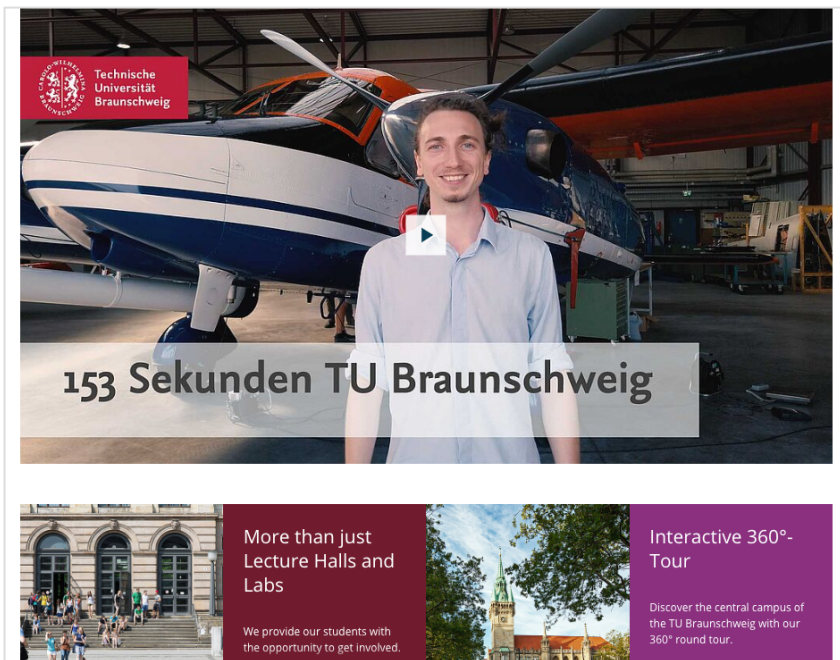 Technische
Universität
Braunschweig
153 Sekunden TU Braunschweig
More than just
Lecture Halls and
Labs
We provide our students with
the opportunity to get involved.
Interactive 360°-
Tour
Discover the central campus of
the TU Braunschweig with our
360° round tour.